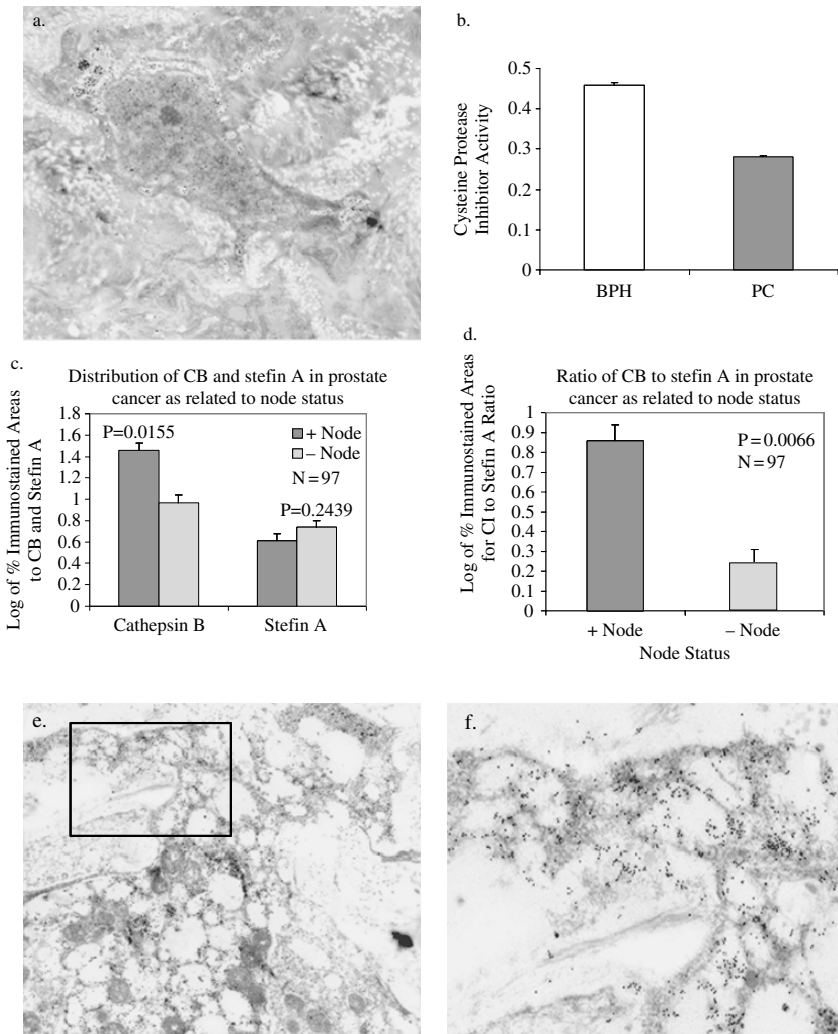 a.
b.
Cysteine Protease
Inhibitor Activity
0.5
0.4
0.3
0.2
0.1
0
BPH
PC
c.
Distribution of CB and stefin A in prostate
cancer as related to node status
Log of % Immunostained Areas
to CB and Stefin A
1.8
1.6
1.4
1.2
1
0.8
0.6
0.4
0.2
0
P=0.0155
+ Node
– Node
N=97
P=0.2439
Cathepsin B
Stefin A
d.
Ratio of CB to stefin A in prostate
cancer as related to node status
Log of % Immunostained Areas
for CI to Stefin A Ratio
1
0.9
0.8
0.7
0.6
0.5
0.4
0.3
0.2
0.1
0
P=0.0066
N=97
+ Node
– Node
Node Status
e.
f.